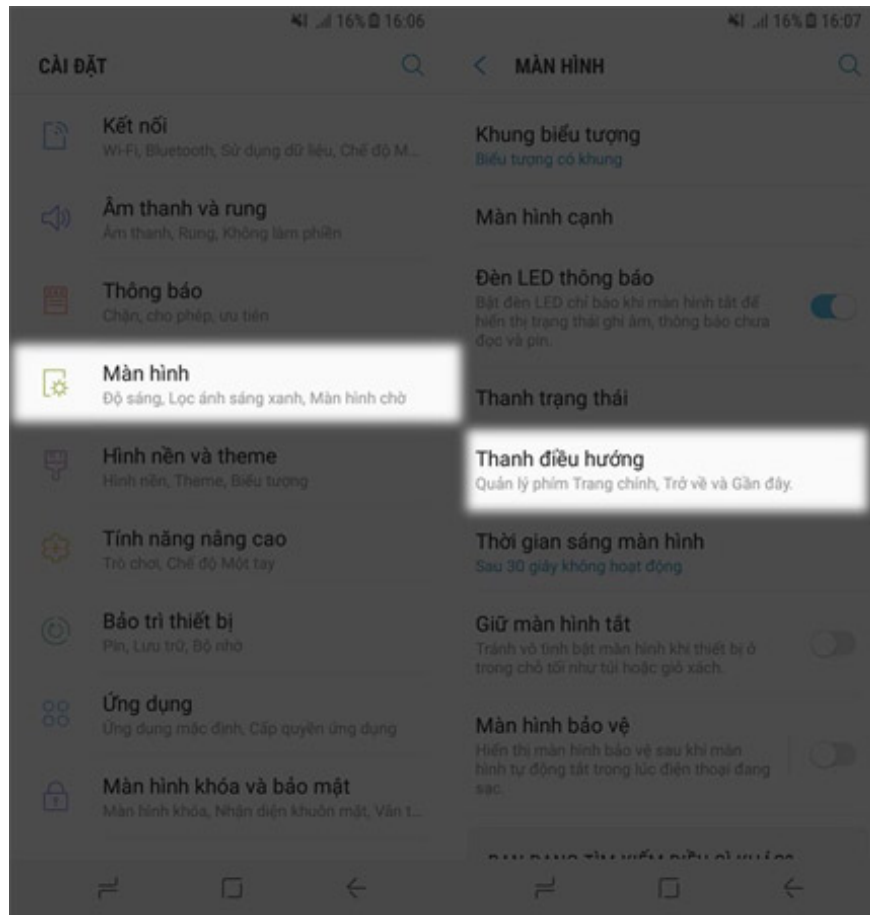 16% 16:06
CÀI ĐẶT
Kết nối
Wi-Fi, Bluetooth, Sử dụng dữ liệu, Chế độ M...
Âm thanh và rung
Âm thanh, Rung, Không làm phiền
Thông báo
Chặn, cho phép, ưu tiên
Màn hình
Độ sáng, Lọc ánh sáng xanh, Màn hình chờ
Hình nền và theme
Hình nền, Theme, Biểu tượng
Tính năng nâng cao
Trò chơi, Chế độ Một tay
Bảo trì thiết bị
Pin, Lưu trữ, Bộ nhớ
Ứng dụng
Ứng dụng mặc định, Cấp quyền ứng dụng
Màn hình khóa và bảo mật
Màn hình khóa, Nhận diện khuôn mặt, Vân t...
16% 16:07
MÀN HÌNH
Khung biểu tượng
Biểu tượng có khung
Màn hình cạnh
Đèn LED thông báo
Bật đèn LED chỉ báo khi màn hình tắt để
hiển thị trạng thái ghi âm, thông báo chưa
đọc và pin.
Thanh trạng thái
Thanh điều hướng
Quản lý phím Trang chính, Trở về và Gần đây.
Thời gian sáng màn hình
Sau 30 giây không hoạt động
Giữ màn hình tắt
Tránh vô tình bật màn hình khi thiết bị ở
trong chỗ tối như túi hoặc giỏ xách.
Màn hình bảo vệ
Hiển thị màn hình bảo vệ sau khi màn
hình tự động tắt trong lúc điện thoại đang
sạc.
BẠN ĐANG TÌM KIẾM ĐIỀU GÌ KHÁC?